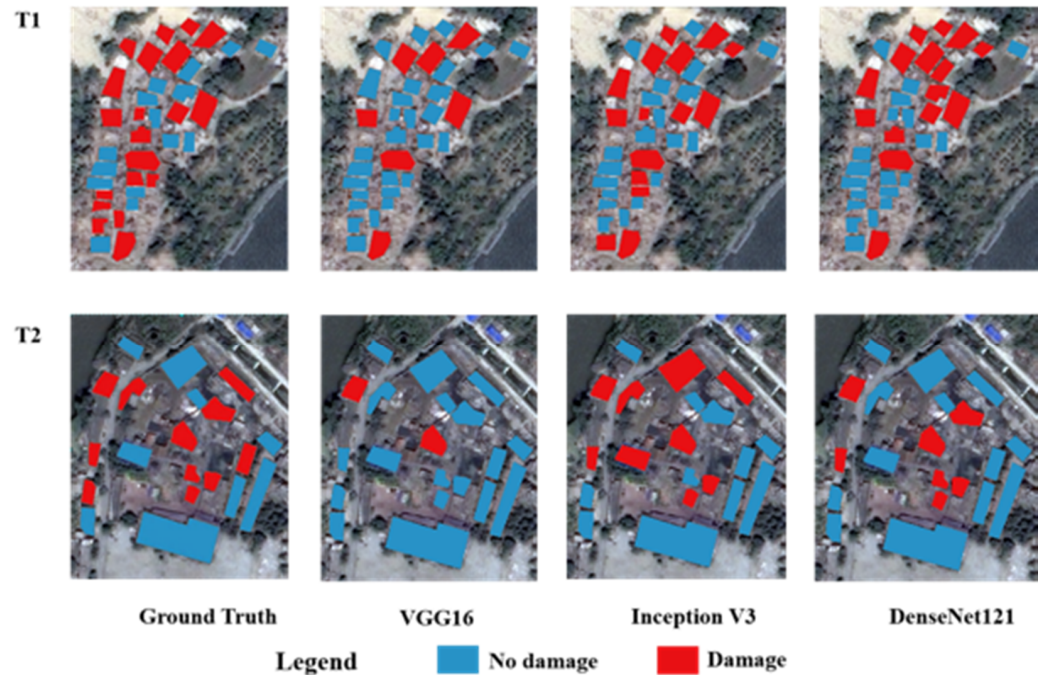 T1
T2
Ground Truth VGG16 Inception V3 DenseNet121
Legend No damage Damage